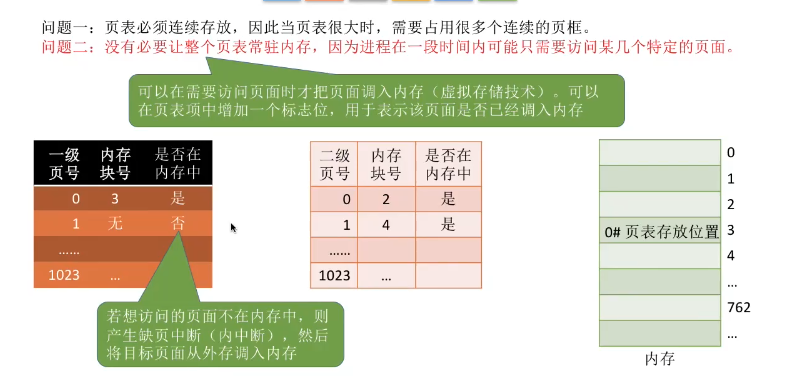 问题一：页表必须连续存放，因此当页表很大时，需要占用很多个连续的页框。
问题二：没有必要让整个页表常驻内存，因为进程在一段时间内可能只需要访问某几个特定的页面。
可以在需要访问页面时才把页面调入内存（虚拟存储技术）。可以
在页表项中增加一个标志位，用于表示该页面是否已经调入内存
一级 内存 是否在
页号 块号 内存中
0 3 是
1 无 否
……
1023 ...
若想访问的页面不在内存中，则
产生缺页中断（内中断），然后
将目标页面从外存调入内存
二级 内存 是否在
页号 块号 内存中
0 2 是
1 4 是
……
1023 ...
0
1
2
0# 页表存放位置 3
4
...
762
...
内存